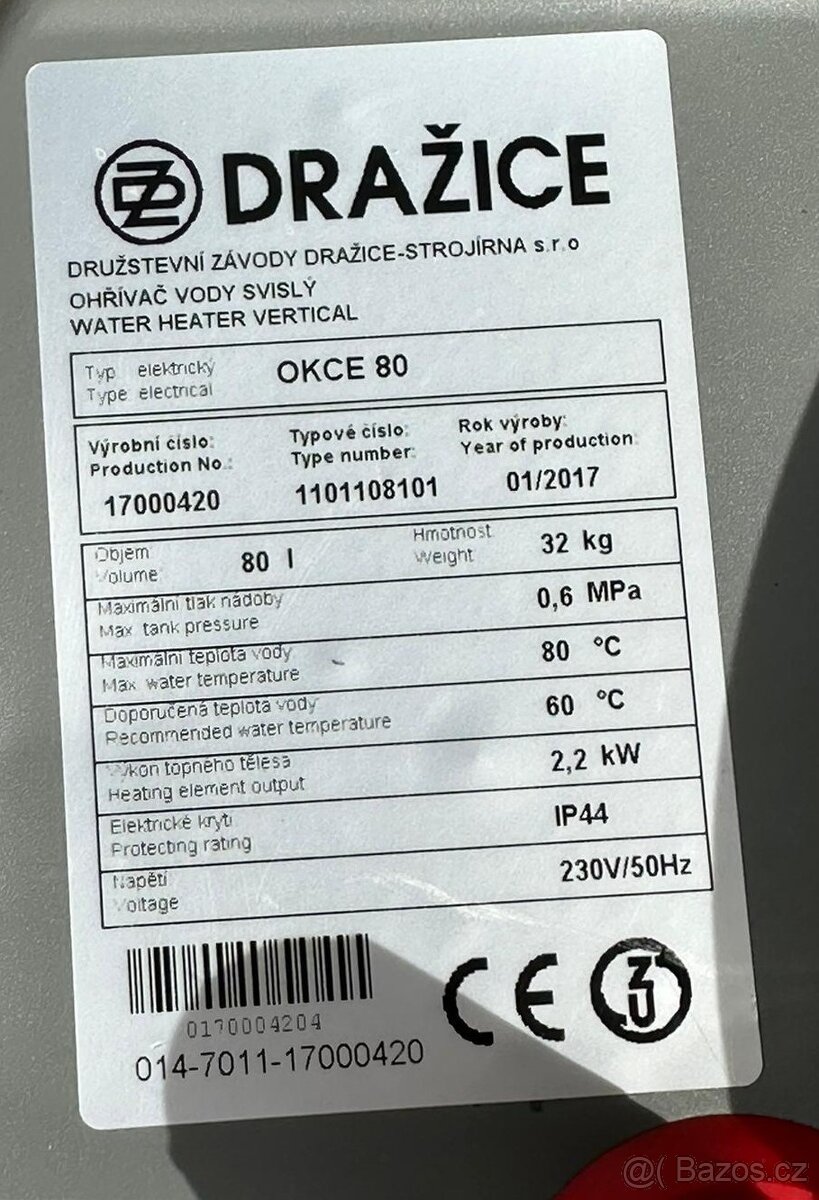 DRAŽICE
DRUŽSTEVNÍ ZÁVODY DRAŽICE-STROJÍRNA s.r.o
OHŘÍVAČ VODY SVISLÝ
WATER HEATER VERTICAL
Typ elektrický OKCE 80
Type electrical
Výrobní číslo: Typové číslo: Rok výroby:
Production No.: Type number: Year of production:
17000420 1101108101 01/2017
Objem 80 l Hmotnost 32 kg
Volume Weight
Maximální tlak nádoby 0,6 MPa
Max tank pressure
Maximální teplota vody 80 °C
Max water temperature
Doporučená teplota vody 60 °C
Recommended water temperature
Výkon topného tělesa 2,2 kW
Heating element output
Elektrické krytí IP44
Protecting rating
Napětí 230V/50Hz
Voltage
0170004204
014-7011-17000420
CE
@( Bazos.cz